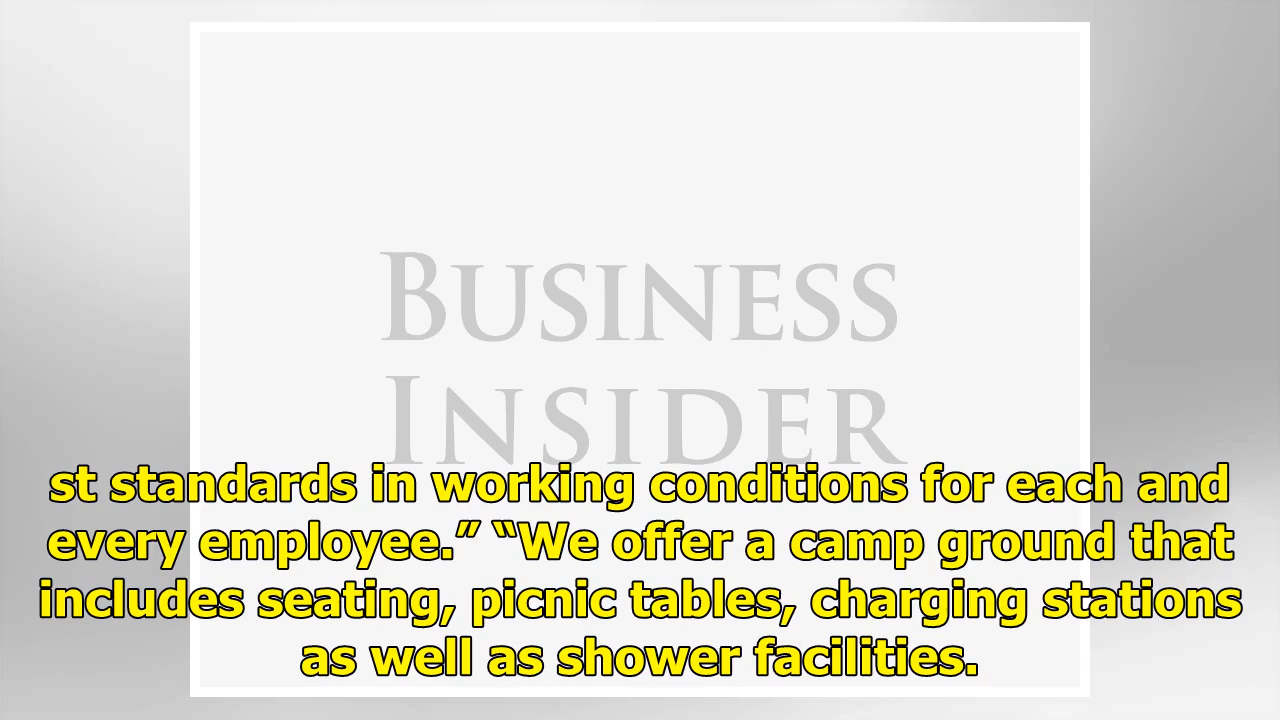 BUSINESS
INSIDER
st standards in working conditions for each and
every employee.” “We offer a camp ground that
includes seating, picnic tables, charging stations
as well as shower facilities.